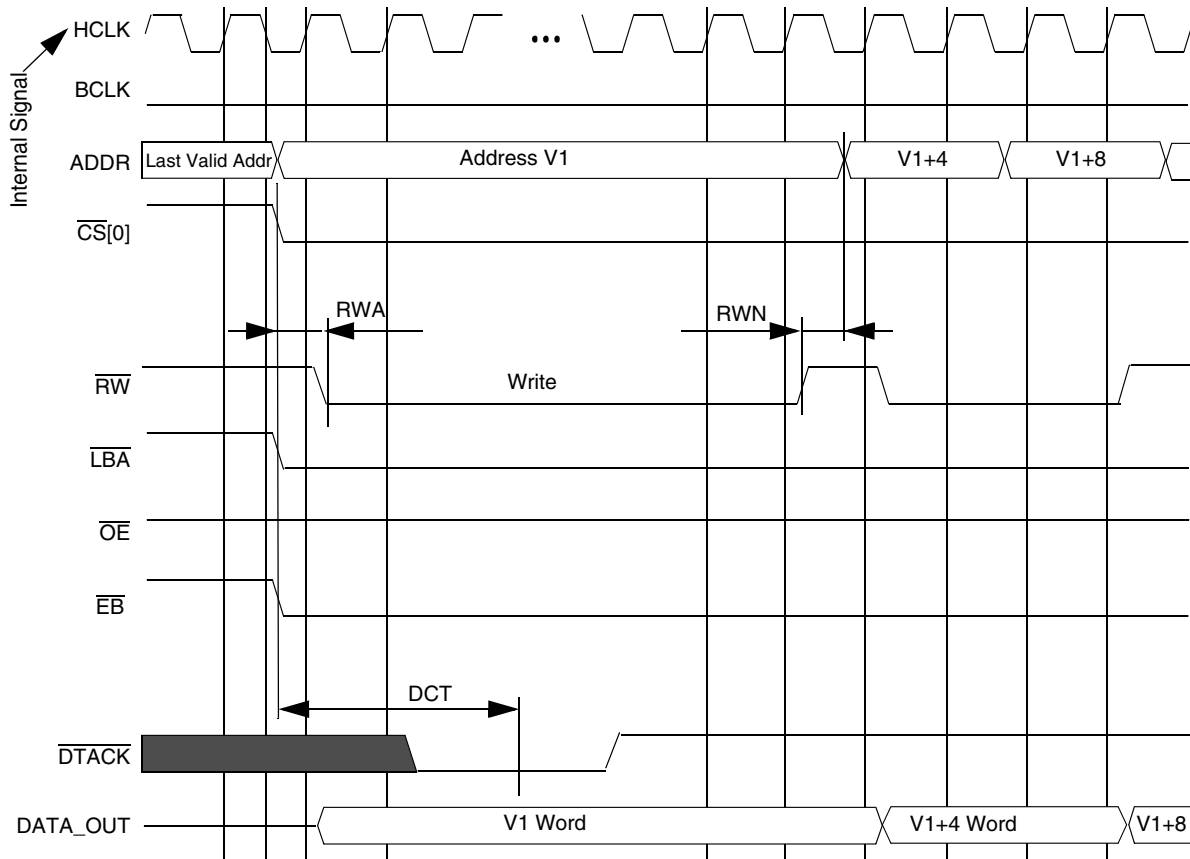 HCLK
...
Internal Signal
BCLK
ADDR
Last Valid Addr
Address V1
V1+4
V1+8
CS[0]
RWA
RWN
RW
Write
LBA
OE
EB
DCT
DTACK
DATA_OUT
V1 Word
V1+4 Word
V1+8